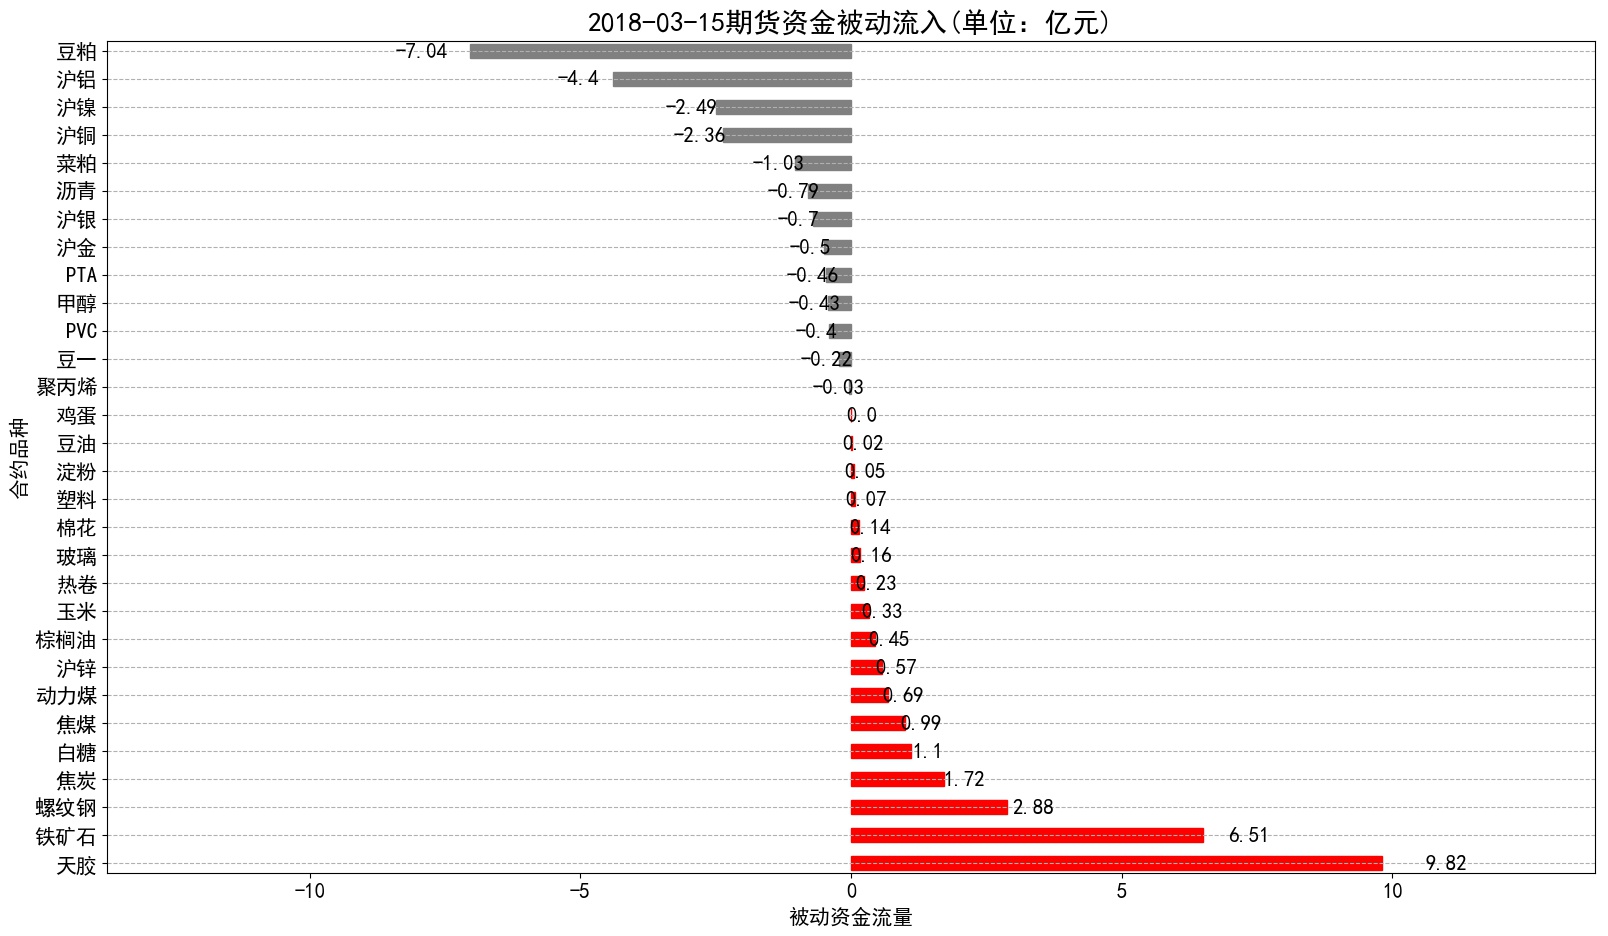 2018-03-15期货资金被动流入(单位：亿元)
豆粕 -7.04
沪铝 -4.4
沪镍 -2.49
沪铜 -2.36
菜粕 -1.03
沥青 -0.79
沪银 -0.7
沪金 -0.5
PTA -0.46
甲醇 -0.43
PVC -0.4
豆一 -0.22
聚丙烯 -0.03
鸡蛋 0.0
豆油 0.02
淀粉 0.05
塑料 0.07
棉花 0.14
玻璃 0.16
热卷 0.23
玉米 0.33
棕榈油 0.45
沪锌 0.57
动力煤 0.69
焦煤 0.99
白糖 1.1
焦炭 1.72
螺纹钢 2.88
铁矿石 6.51
天胶 9.82
合约品种
-10 -5 0 5 10
被动资金流量